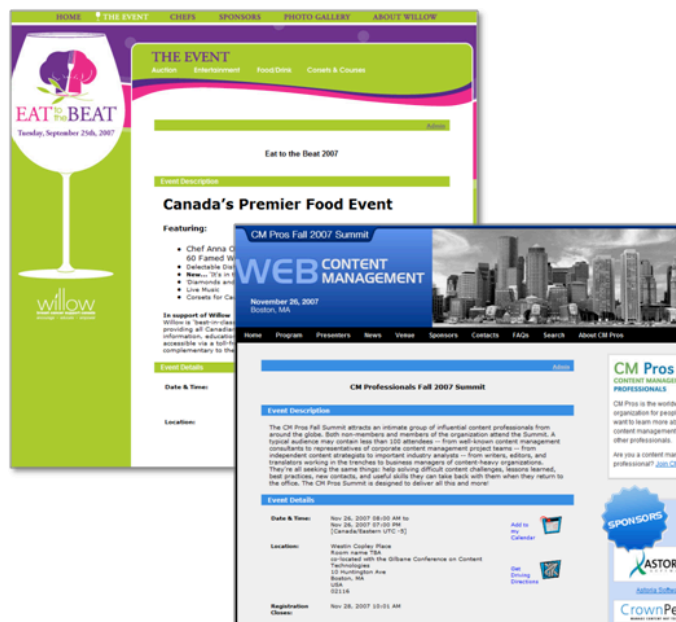 HOME THE EVENT CHEFS SPONSORS PHOTO GALLERY ABOUT WILLOW
THE EVENT
Auction Entertainment Food/Drink Corsets & Courses
EAT to the BEAT
Tuesday, September 25th, 2007
willow
Admin
Eat to the Beat 2007
Event Description
Canada's Premier Food Event
Featuring:
Chef Anna
60 Famed
Delectable
New... 'It's in
'Diamonds and
Live Music
Corsets for
In support of Willow
Willow is 'best-in-class
providing all Canadian
information,
accessible via a
complementary to the
Event Details
Date & Time:
Location:
CM Pros Fall 2007 Summit
WEB CONTENT
MANAGEMENT
November 26, 2007
Boston, MA
Home Program Presenters News Venue Sponsors Contacts FAQs Search About CM Pros
Admin
CM Professionals Fall 2007 Summit
Event Description
The CM Pros Fall Summit attracts an intimate group of influential content professionals from
around the globe. Both non-members and members of the organization attend the Summit. A
typical audience may contain less than 100 attendees -- from well-known content management
consultants to representatives of corporate content management project teams -- from
independent content strategists to important industry analysts -- from writers, editors, and
translators working in the trenches to business managers of content-heavy organizations.
They're all seeking the same things: help solving difficult content challenges, lessons learned,
best practices, new contacts, and useful skills they can take back with them when they return to
the office. The CM Pros Summit is designed to deliver all this and more!
Event Details
Date & Time: Nov 26, 2007 08:00 AM to
Nov 26, 2007 07:00 PM
[Canada/Eastern UTC -5]
Add to
my
Calendar
Location: Westin Copley Place
Room name TBA
co-located with the Gilbane Conference on Content
Technologies
10 Huntington Ave
Boston, MA
USA
02116
Get
Driving
Directions
Registration
Closes: Nov 28, 2007 10:01 AM
CM Pros
CONTENT
PROFESSIONALS
CM Pros is the
organization for
want to learn more
content management
other professionals.
Are you a content
professional? Join
SPONSORS
Astoria